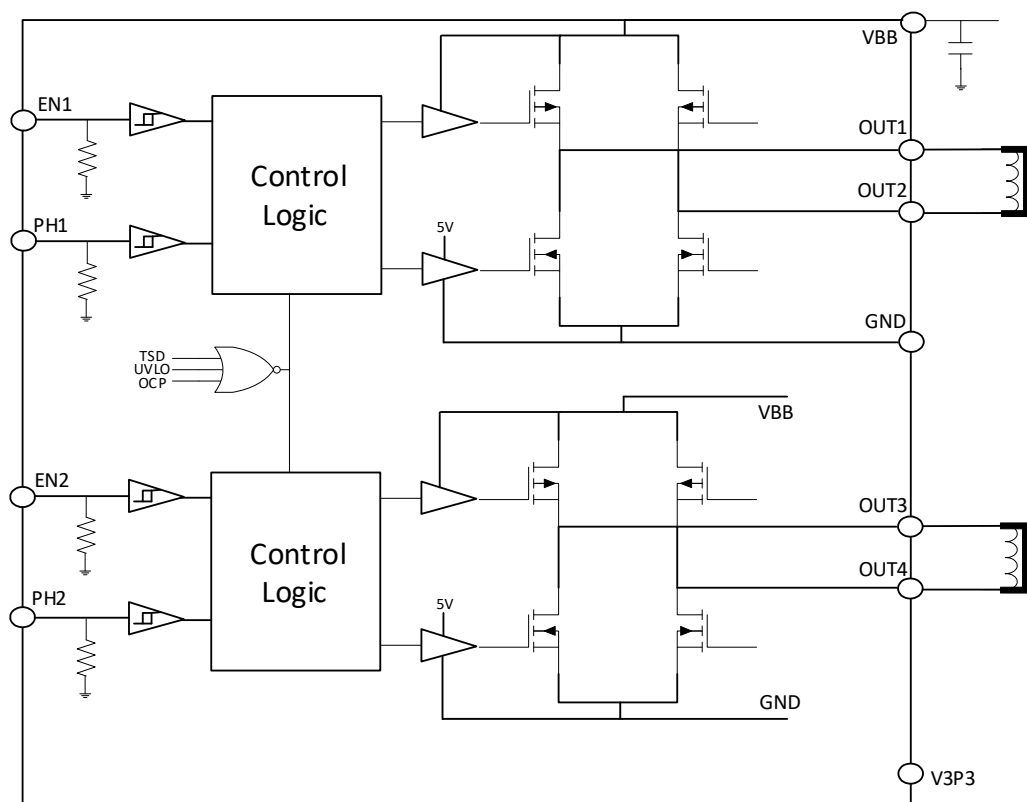 VBB
EN1
OUT1
Control
Logic
OUT2
PH1
5V
GND
TSD
UVLO
OCP
VBB
EN2
OUT3
Control
Logic
OUT4
PH2
5V
GND
V3P3